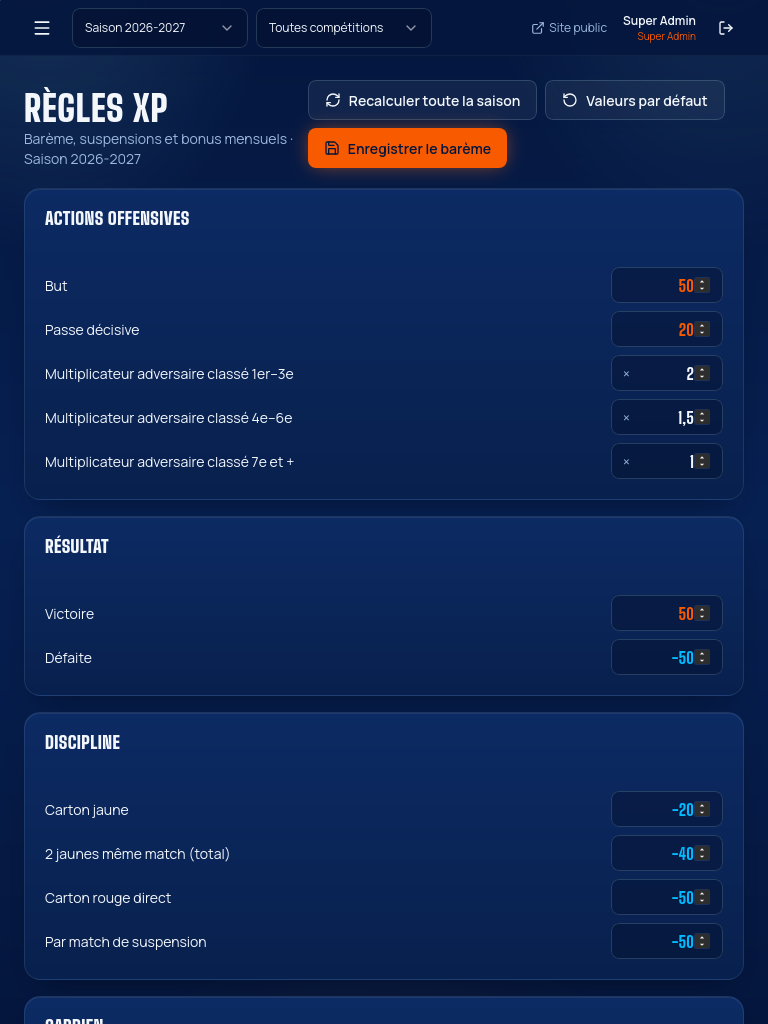 Saison 2026-2027
Toutes compétitions
Site public
Super Admin
Super Admin
RÈGLES XP
Barème, suspensions et bonus mensuels ·
Saison 2026-2027
Recalculer toute la saison
Valeurs par défaut
Enregistrer le barème
ACTIONS OFFENSIVES
But 50
Passe décisive 20
Multiplicateur adversaire classé 1er–3e × 2
Multiplicateur adversaire classé 4e–6e × 1,5
Multiplicateur adversaire classé 7e et + × 1
RÉSULTAT
Victoire 50
Défaite -50
DISCIPLINE
Carton jaune -20
2 jaunes même match (total) -40
Carton rouge direct -50
Par match de suspension -50